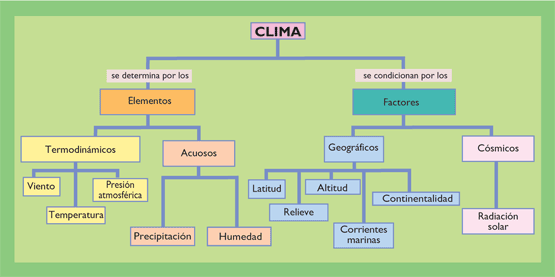 CLIMA
se determina por los
se condicionan por los
Elementos
Factores
Termodinámicos
Acuosos
Geográficos
Cósmicos
Viento
Presión
atmosférica
Temperatura
Precipitación
Humedad
Latitud
Altitud
Continentalidad
Relieve
Corrientes
marinas
Radiación
solar